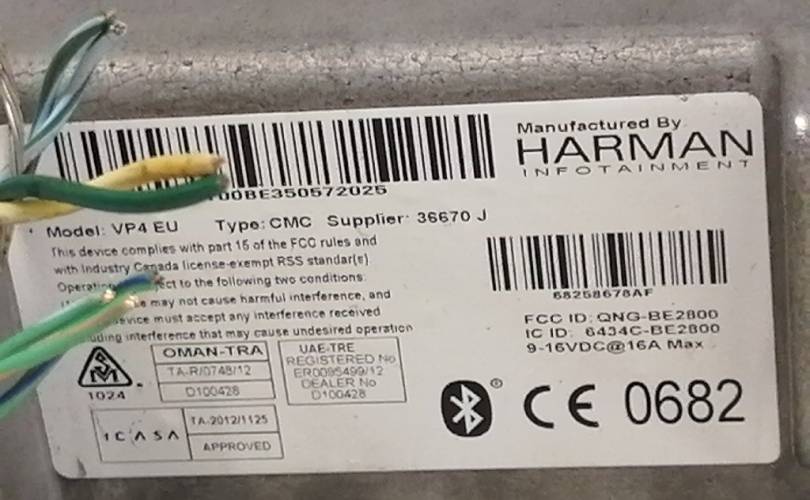 Manufactured By
HARMAN
INFOTAINMENT
00BE350572025
Model: VP4 EU Type: CMC Supplier: 36670 J
This device complies with part 15 of the FCC rules and
with Industry Canada license-exempt RSS standar(e)
to the following two conditions:
may not cause harmful interference, and
must accept any interference received
interference that may cause undesired operation
68258678AF
FCC ID: QNG-BE2800
IC ID: 6434C-BE2800
9-16VDC@16A Max
1024
OMAN-TRA
TA-R/0748/12
D100428
UAE-TRE
REGISTERED No
ER0095499/12
DEALER No
D100428
ICASA
TA-2012/1125
APPROVED
CE 0682